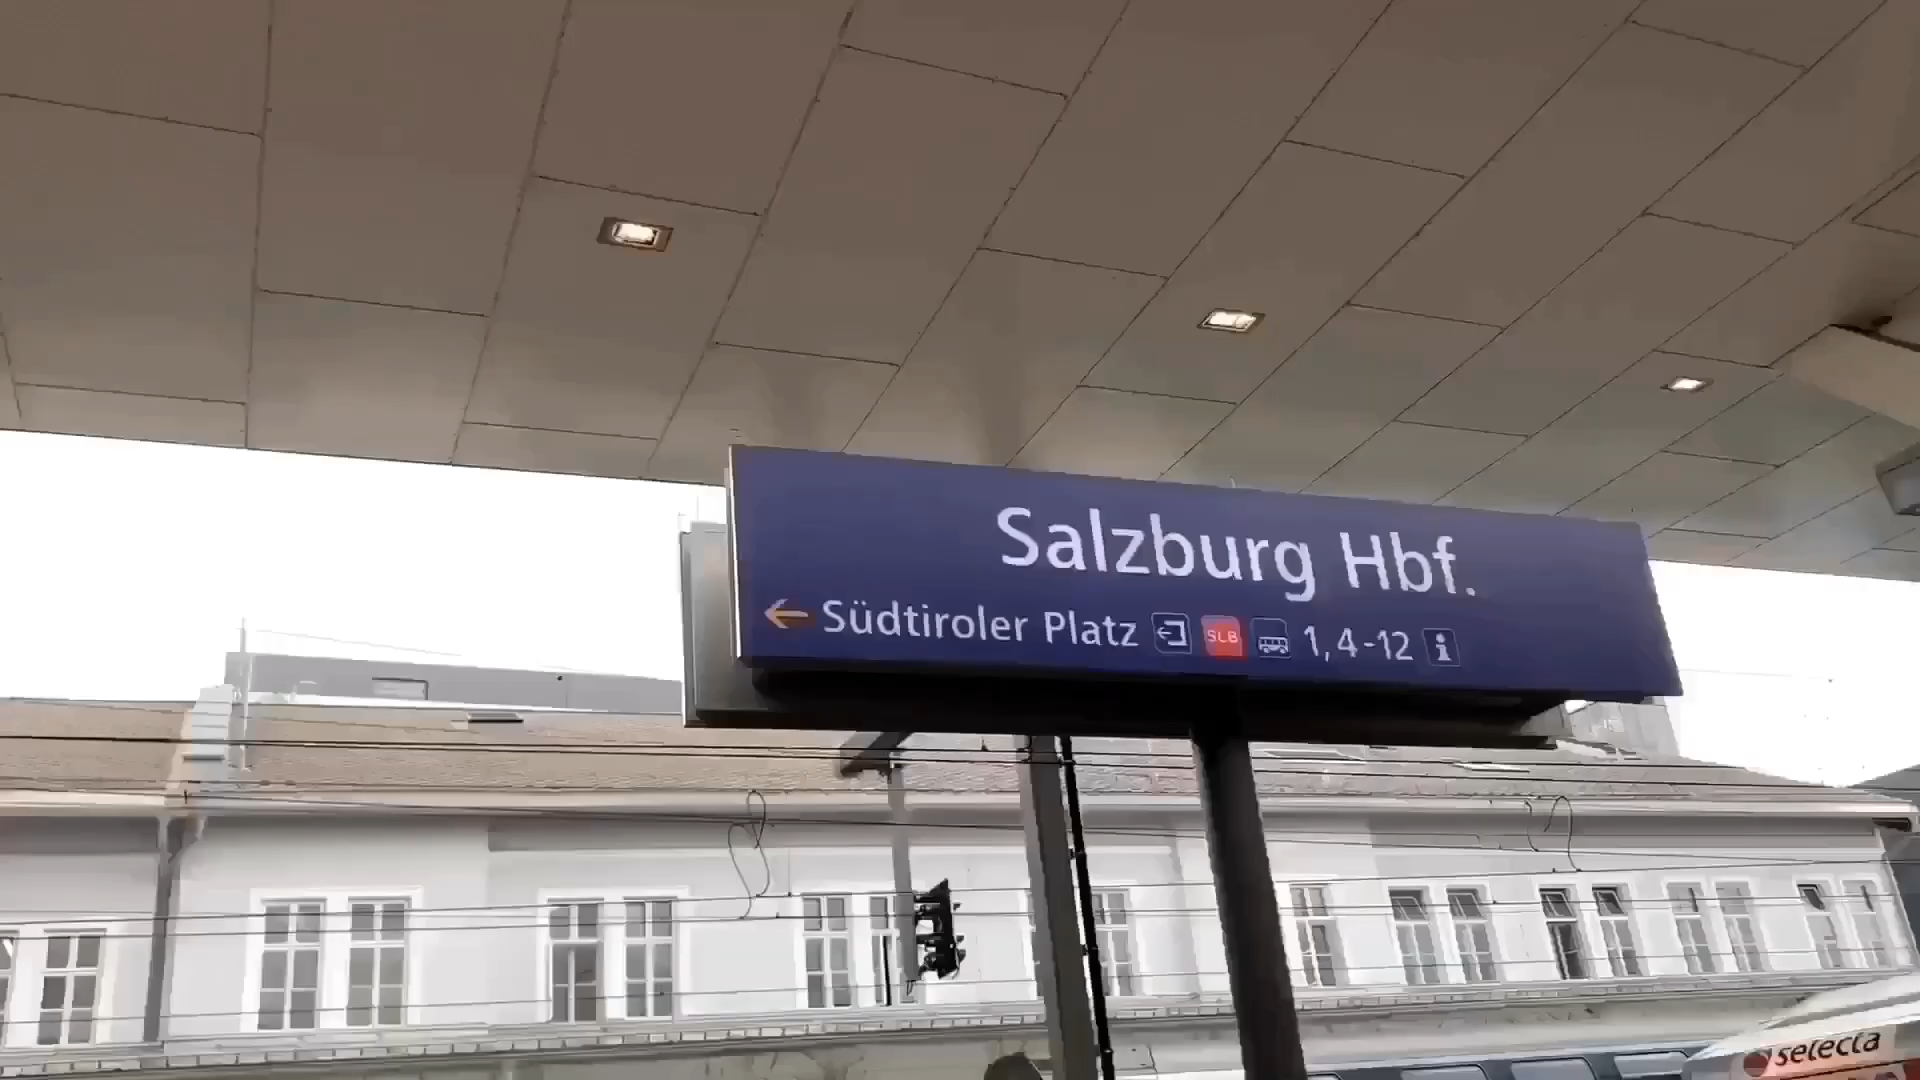 Salzburg Hbf.
← Südtiroler Platz SLB 1, 4-12 i
selecta